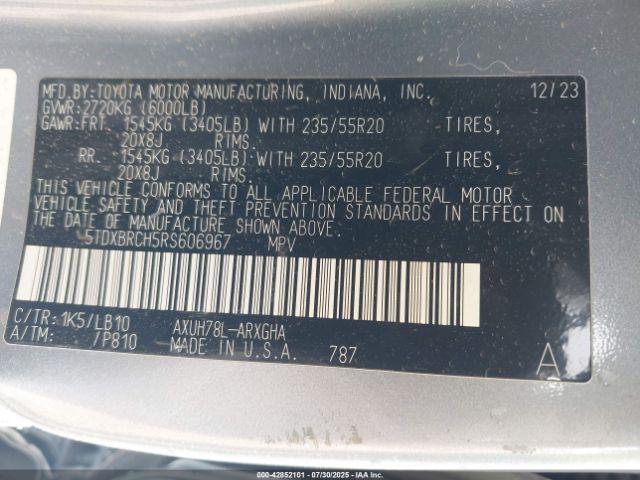 MFD.BY:TOYOTA MOTOR MANUFACTURING, INDIANA, INC. 12/23
GVWR:2720KG (6000LB)
GAWR:FRT. 1545KG (3405LB) WITH 235/55R20 TIRES,
20X8J RIMS.
RR. 1545KG (3405LB) WITH 235/55R20 TIRES,
20X8J RIMS.
THIS VEHICLE CONFORMS TO ALL APPLICABLE FEDERAL MOTOR
VEHICLE SAFETY AND THEFT PREVENTION STANDARDS IN EFFECT ON
THE DATE OF MANUFACTURE SHOWN ABOVE.
5TDXBRCH5RS606967 MPV
C/TR:1K5/LB10 AXUH78L-ARXGHA
A/TM: /P810 MADE IN U.S.A. 787 A
000-42852101 - 07/30/2025 - IAAI.COM